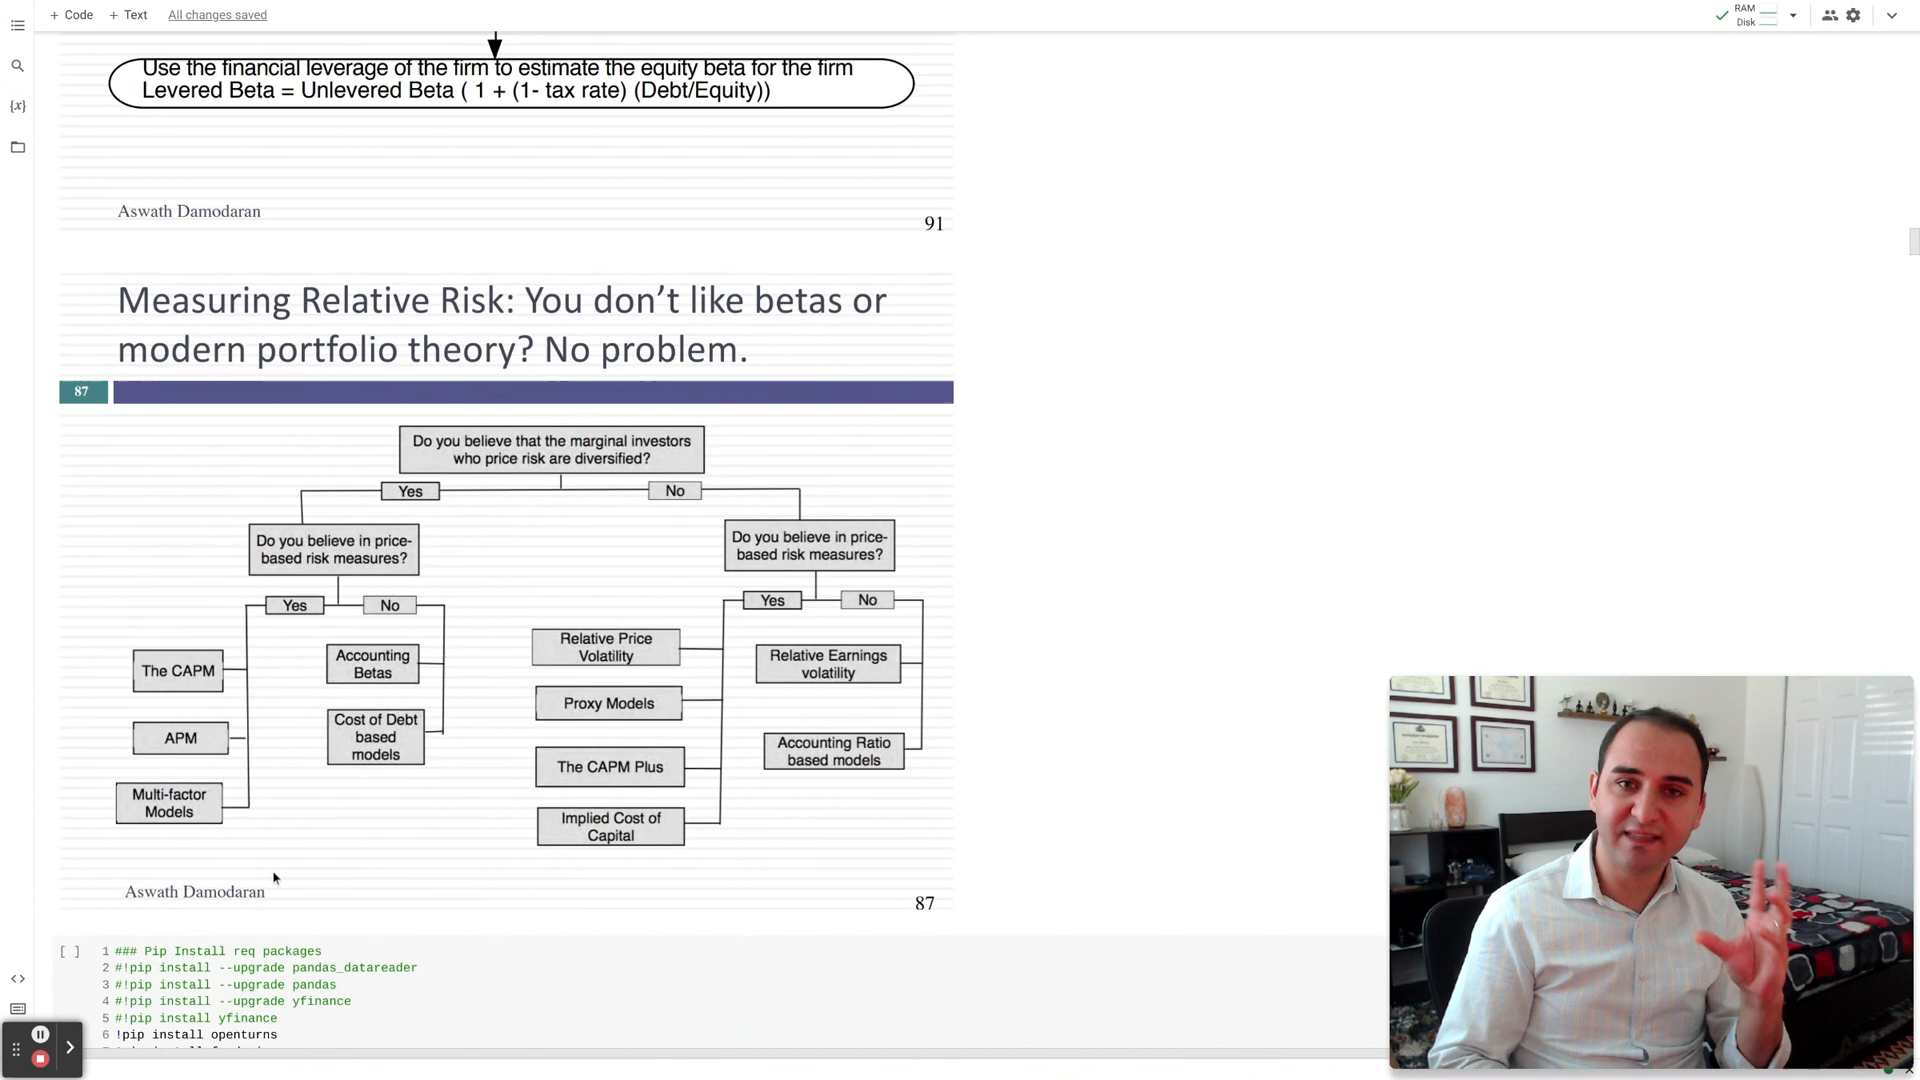 + Code + Text All changes saved
RAM
Disk
Use the financial leverage of the firm to estimate the equity beta for the firm
Levered Beta = Unlevered Beta ( 1 + (1- tax rate) (Debt/Equity))
Aswath Damodaran
91
Measuring Relative Risk: You don't like betas or
modern portfolio theory? No problem.
87
Do you believe that the marginal investors
who price risk are diversified?
Yes
No
Do you believe in price-
based risk measures?
Do you believe in price-
based risk measures?
Yes
No
Yes
No
The CAPM
APM
Multi-factor
Models
Accounting
Betas
Cost of Debt
based
models
Relative Price
Volatility
Proxy Models
The CAPM Plus
Implied Cost of
Capital
Relative Earnings
volatility
Accounting Ratio
based models
Aswath Damodaran
87
[ ]
1 ### Pip Install req packages
2 #!pip install --upgrade pandas_datareader
3 #!pip install --upgrade pandas
4 #!pip install --upgrade yfinance
5 #!pip install yfinance
6 !pip install openturns